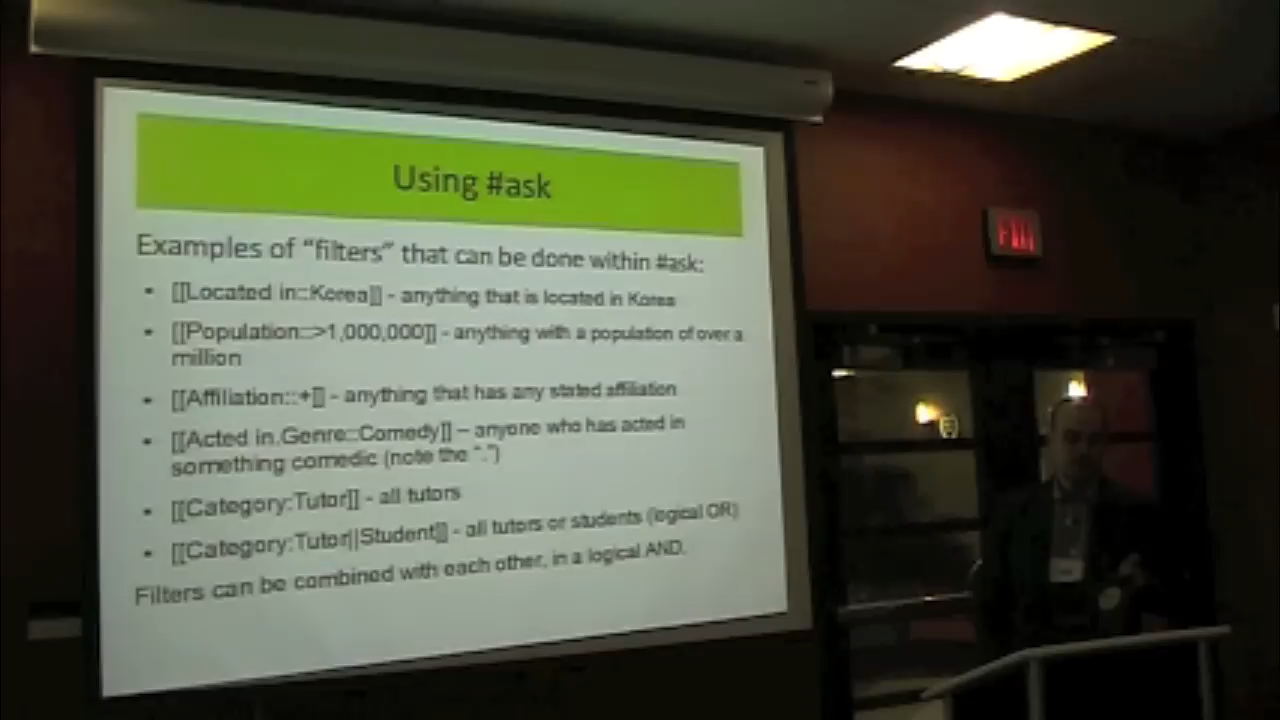 Using #ask
Examples of “filters” that can be done within #ask:
• [[Located in::Korea]] - anything that is located in Korea
• [[Population::>1,000,000]] - anything with a population of over a
million
• [[Affiliation::+]] - anything that has any stated affiliation
• [[Acted in.Genre::Comedy]] – anyone who has acted in
something comedic (note the “.”)
• [[Category:Tutor]] - all tutors
• [[Category:Tutor||Student]] - all tutors or students (logical OR)
Filters can be combined with each other, in a logical AND.
EXIT